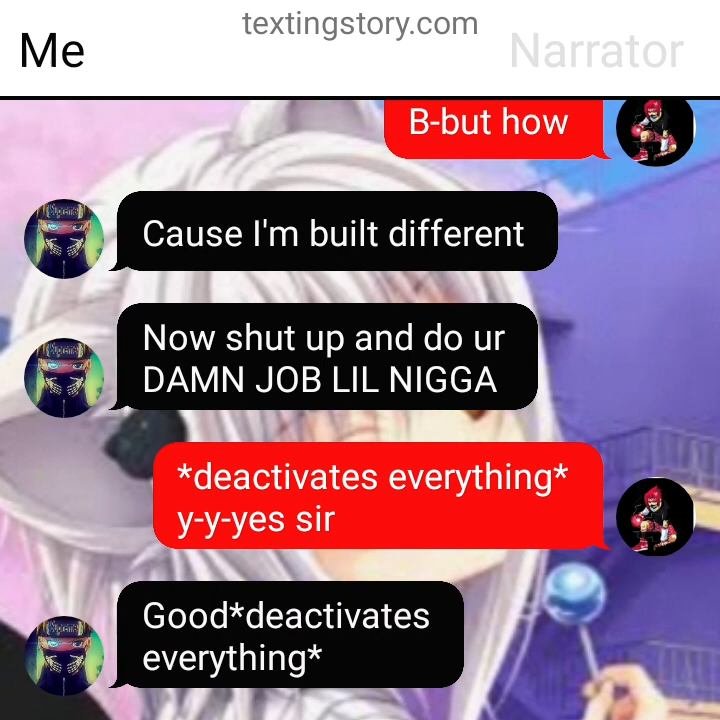 textingstory.com
Me
Narrator
B-but how
Cause I'm built different
Now shut up and do ur
DAMN JOB LIL NIGGA
*deactivates everything*
y-y-yes sir
Good*deactivates
everything*